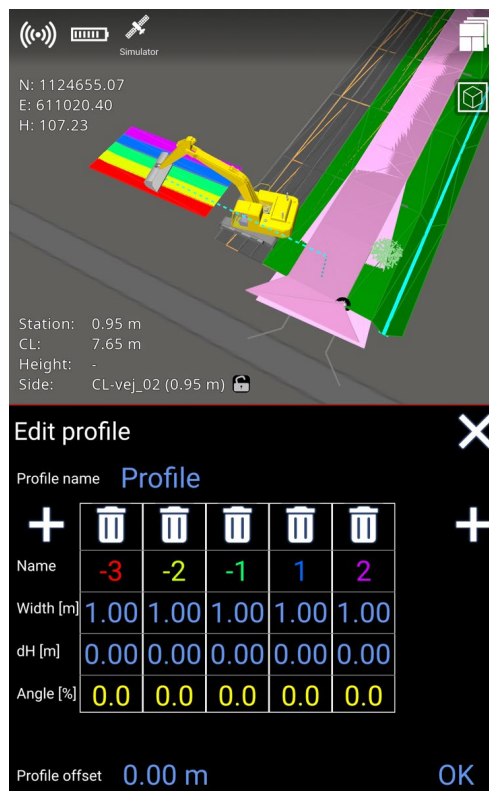 Simulator
N: 1124655.07
E: 611020.40
H: 107.23
Station: 0.95 m
CL: 7.65 m
Height: -
Side: CL-vej_02 (0.95 m)
Edit profile
Profile name Profile
Name -3 -2 -1 1 2
Width [m] 1.00 1.00 1.00 1.00 1.00
dH [m] 0.00 0.00 0.00 0.00 0.00
Angle [%] 0.0 0.0 0.0 0.0 0.0
Profile offset 0.00 m OK